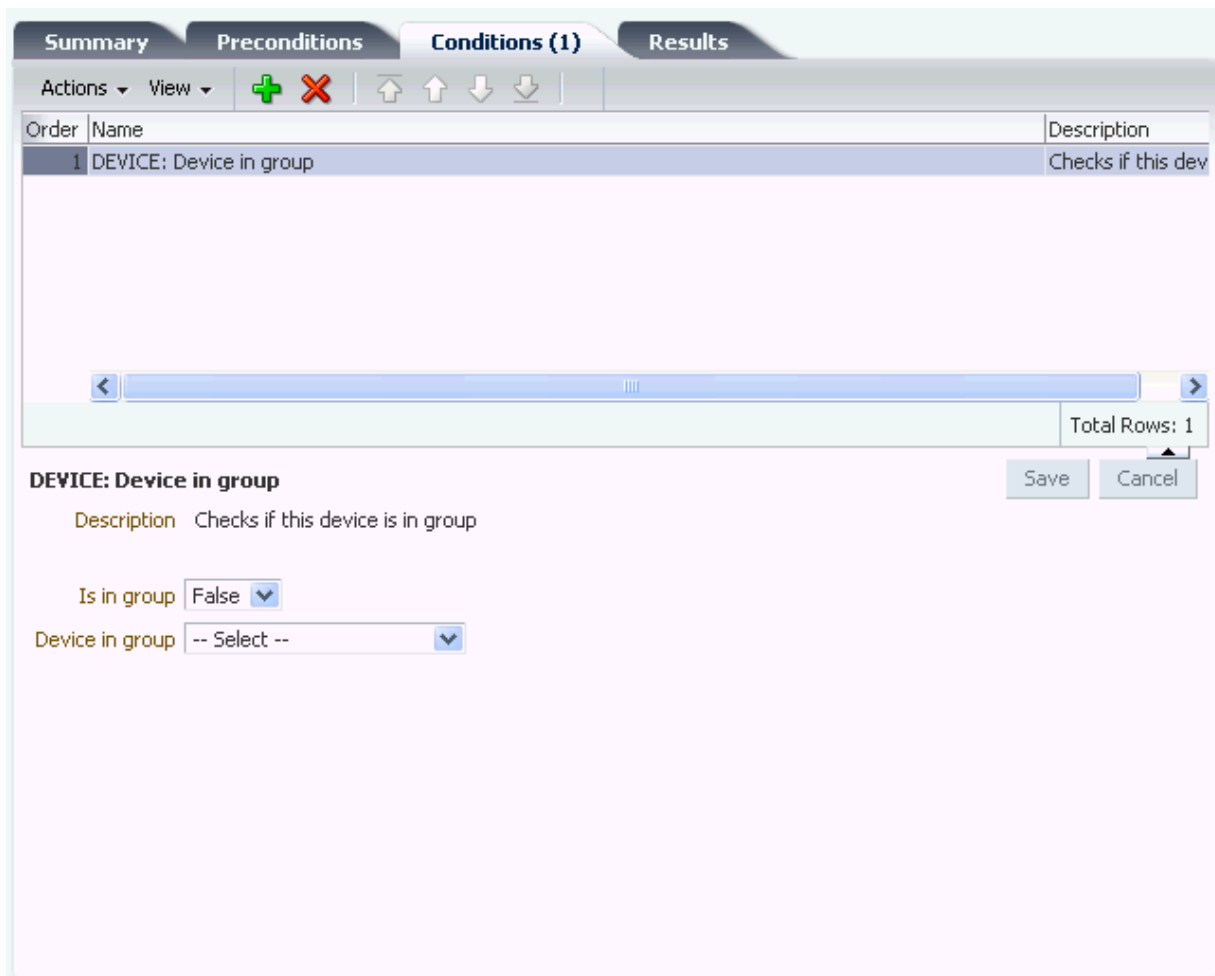 Summary Preconditions Conditions (1) Results
Actions View
Order Name Description
1 DEVICE: Device in group Checks if this dev
Total Rows: 1
DEVICE: Device in group Save Cancel
Description Checks if this device is in group
Is in group False
Device in group -- Select --